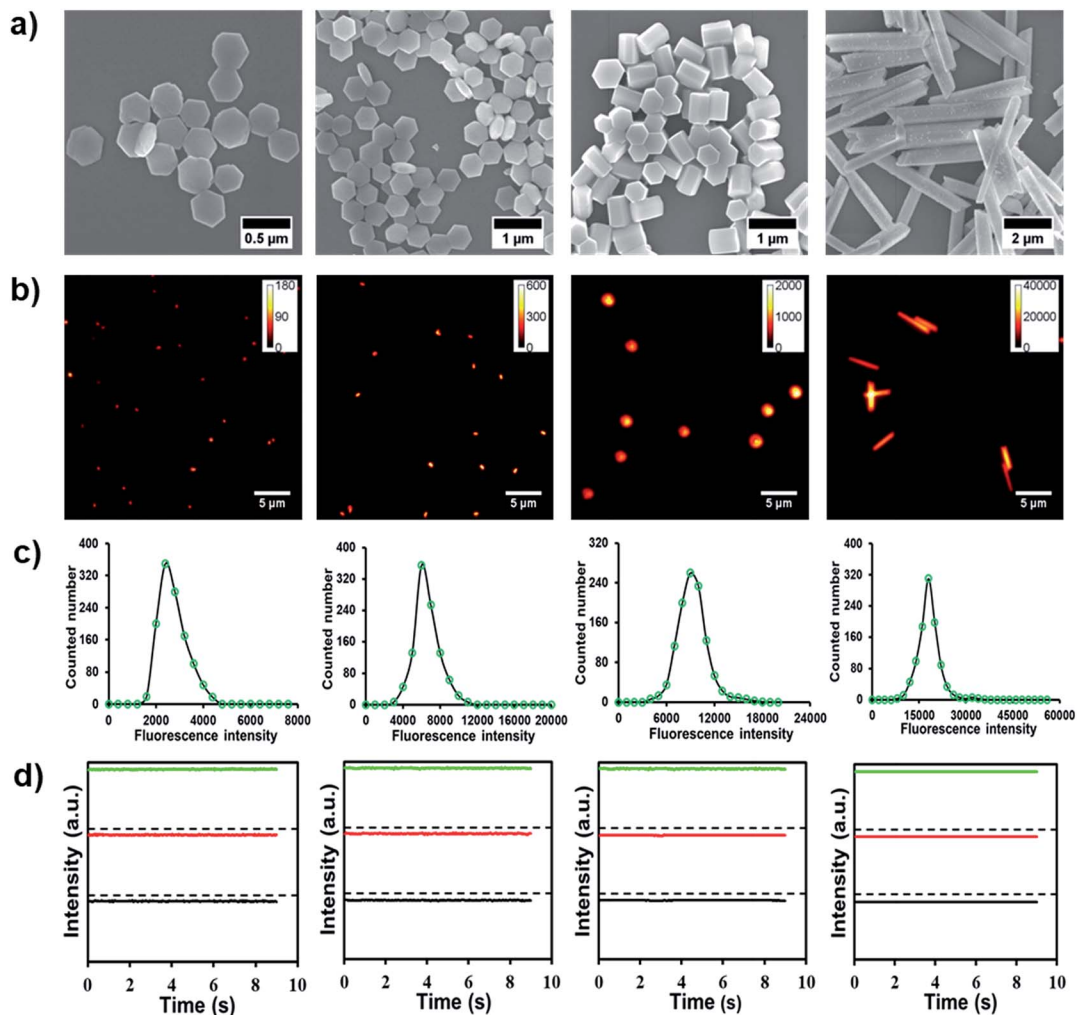 a)
0.5 µm
1 µm
1 µm
2 µm
b)
180
90
0
5 µm
600
300
0
5 µm
2000
1000
0
5 µm
40000
20000
0
5 µm
c)
Counted number
400
320
240
160
80
0
0 2000 4000 6000 8000
Fluorescence intensity
Counted number
400
320
240
160
80
0
0 4000 8000 12000 16000 20000
Fluorescence intensity
Counted number
320
240
160
80
0
0 6000 12000 18000 24000
Fluorescence intensity
Counted number
400
320
240
160
80
0
0 15000 30000 45000 60000
Fluorescence intensity
d)
Intensity (a.u.)
0 2 4 6 8 10
Time (s)
Intensity (a.u.)
0 2 4 6 8 10
Time (s)
Intensity (a.u.)
0 2 4 6 8 10
Time (s)
Intensity (a.u.)
0 2 4 6 8 10
Time (s)